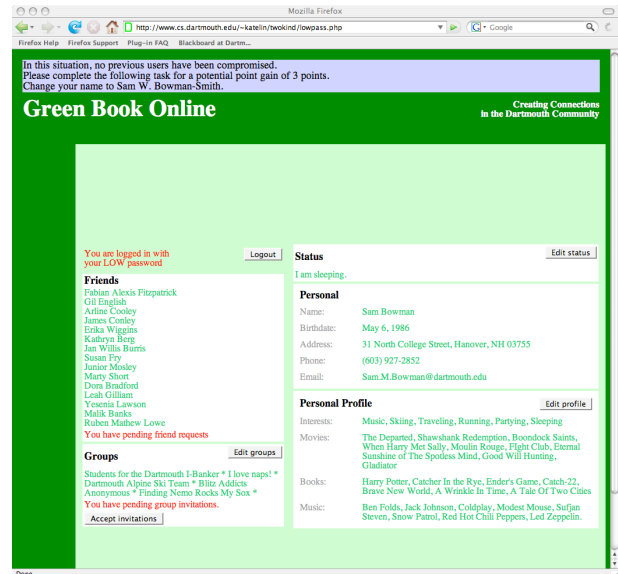 Mozilla Firefox
http://www.cs.dartmouth.edu/~katelin/twokind/lowpass.php
G
Google
Firefox Help Firefox Support Plug-in FAQ Blackboard at Dartm...
In this situation, no previous users have been compromised.
Please complete the following task for a potential point gain of 3 points.
Change your name to Sam W. Bowman-Smith.
Green Book Online
Creating Connections
in the Dartmouth Community
You are logged in with
your LOW password
Logout
Friends
Fabian Alexis Fitzpatrick
Gil English
Arline Cooley
James Conley
Erika Wiggins
Kathryn Berg
Jan Willis Burris
Susan Fry
Junior Mosley
Marty Short
Dora Bradford
Leah Gilliam
Yesenia Lawson
Malik Banks
Ruben Mathew Lowe
You have pending friend requests
Groups
Edit groups
Students for the Dartmouth I-Banker * I love naps! *
Dartmouth Alpine Ski Team * Blitz Addicts
Anonymous * Finding Nemo Rocks My Sox *
You have pending group invitations.
Accept invitations
Status
Edit status
I am sleeping.
Personal
Name: Sam Bowman
Birthdate: May 6, 1986
Address: 31 North College Street, Hanover, NH 03755
Phone: (603) 927-2852
Email: Sam.M.Bowman@dartmouth.edu
Personal Profile
Edit profile
Interests: Music, Skiing, Traveling, Running, Partying, Sleeping
Movies: The Departed, Shawshank Redemption, Boondock Saints,
When Harry Met Sally, Moulin Rouge, Fight Club, Eternal
Sunshine of The Spotless Mind, Good Will Hunting,
Gladiator
Books: Harry Potter, Catcher In the Rye, Ender's Game, Catch-22,
Brave New World, A Wrinkle In Time, A Tale Of Two Cities
Music: Ben Folds, Jack Johnson, Coldplay, Modest Mouse, Sufjan
Steven, Snow Patrol, Red Hot Chili Peppers, Led Zeppelin.
Done